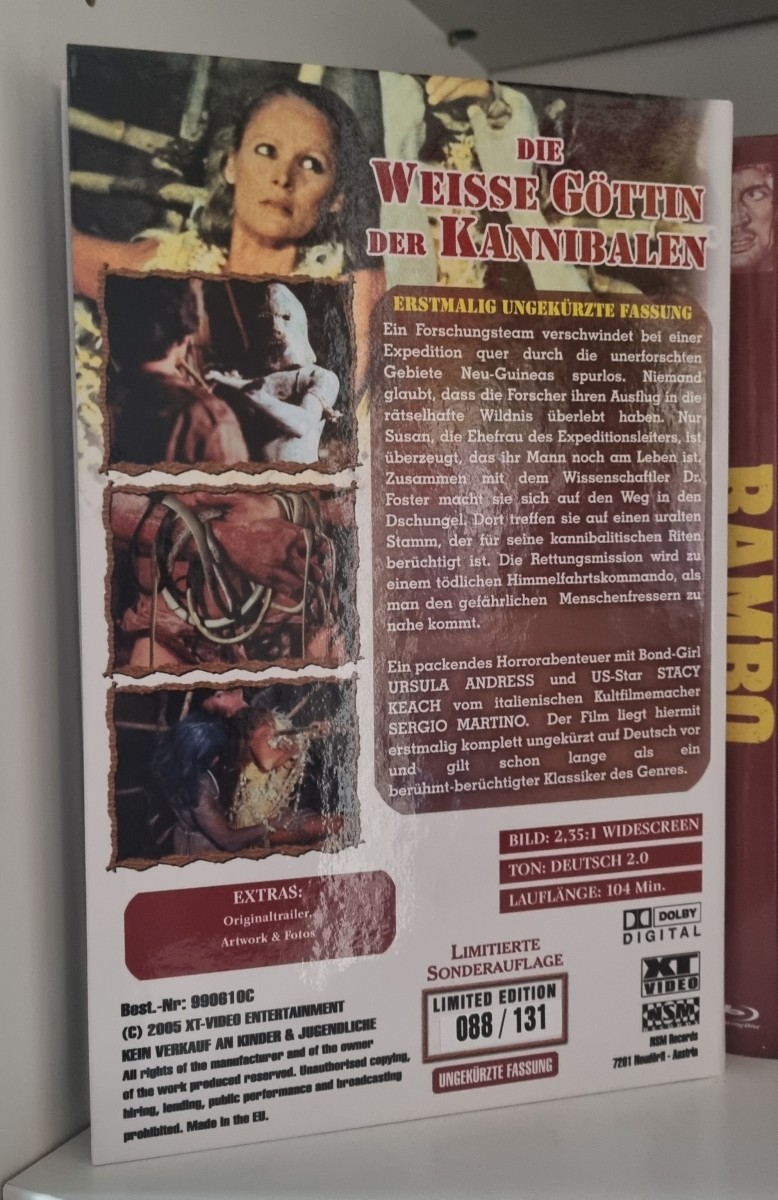 DIE
WEISSE GÖTTIN
DER KANNIBALEN
ERSTMALIG UNGEKÜRZTE FASSUNG
Ein Forschungsteam verschwindet bei einer
Expedition quer durch die unerforschten
Gebiete Neu-Guineas spurlos. Niemand
glaubt, dass die Forscher ihren Ausflug in die
rätselhafte Wildnis überlebt haben. Nur
Susan, die Ehefrau des Expeditionsleiters, ist
überzeugt, das ihr Mann noch am Leben ist.
Zusammen mit dem Wissenschaftler Dr.
Foster macht sie sich auf den Weg in den
Dschungel. Dort treffen sie auf einen uralten
Stamm, der für seine kannibalitischen Riten
berüchtigt ist. Die Rettungsmission wird zu
einem tödlichen Himmelfahrtskommando, als
man den gefährlichen Menschenfressern zu
nahe kommt.
Ein packendes Horrorabenteuer mit Bond-Girl
URSULA ANDRESS und US-Star STACY
KEACH vom italienischen Kultfilmemacher
SERGIO MARTINO. Der Film liegt hiermit
erstmalig komplett ungekürzt auf Deutsch vor
und gilt schon lange als ein
berühmt-berüchtigter Klassiker des Genres.
BILD: 2,35:1 WIDESCREEN
TON: DEUTSCH 2.0
LAUFLÄNGE: 104 Min.
EXTRAS:
Originaltrailer,
Artwork & Fotos
DOLBY
DIGITAL
LIMITIERTE
SONDERAUFLAGE
LIMITED EDITION
088 / 131
UNGEKÜRZTE FASSUNG
XT
VIDEO
NSM
NSM Records
7201 Neudörfl - Austria
Best.-Nr: 990610C
(C) 2005 XT-VIDEO ENTERTAINMENT
KEIN VERKAUF AN KINDER & JUGENDLICHE
All rights of the manufacturer and of the owner
of the work produced reserved. Unauthorised copying,
hiring, lending, public performance and broadcasting
prohibited. Made in the EU.
RAMBO